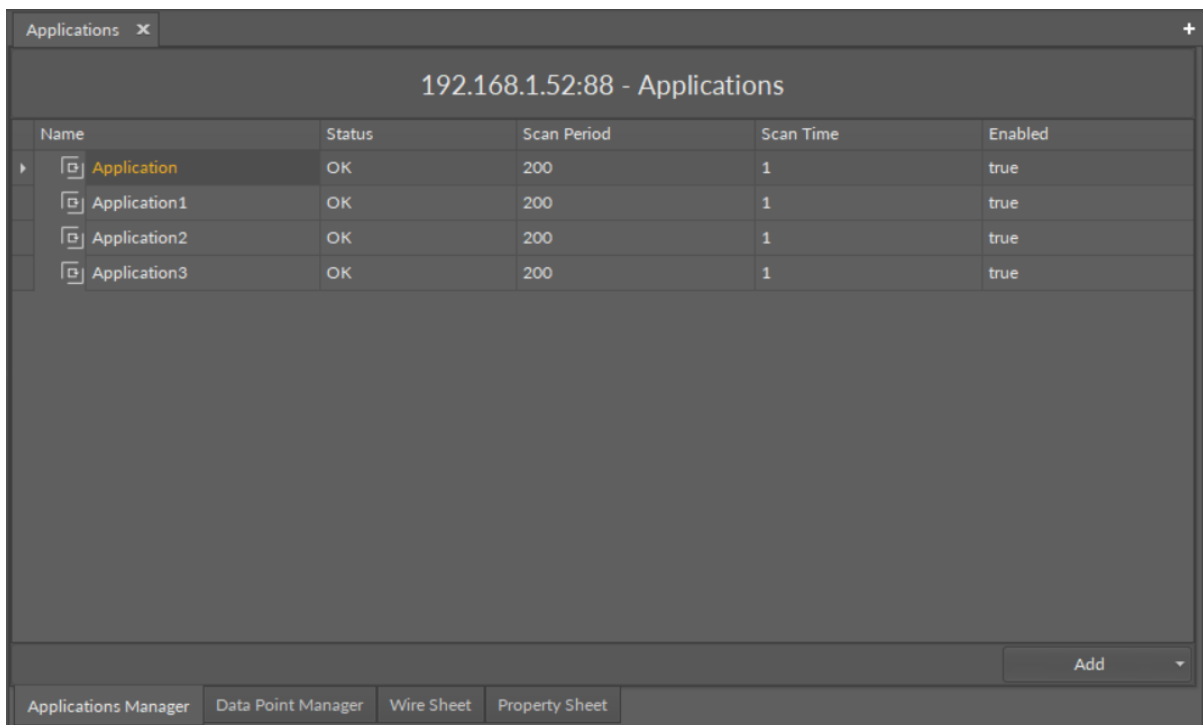 Applications
192.168.1.52:88 - Applications
Name Status Scan Period Scan Time Enabled
Application OK 200 1 true
Application1 OK 200 1 true
Application2 OK 200 1 true
Application3 OK 200 1 true
Add
Applications Manager Data Point Manager Wire Sheet Property Sheet